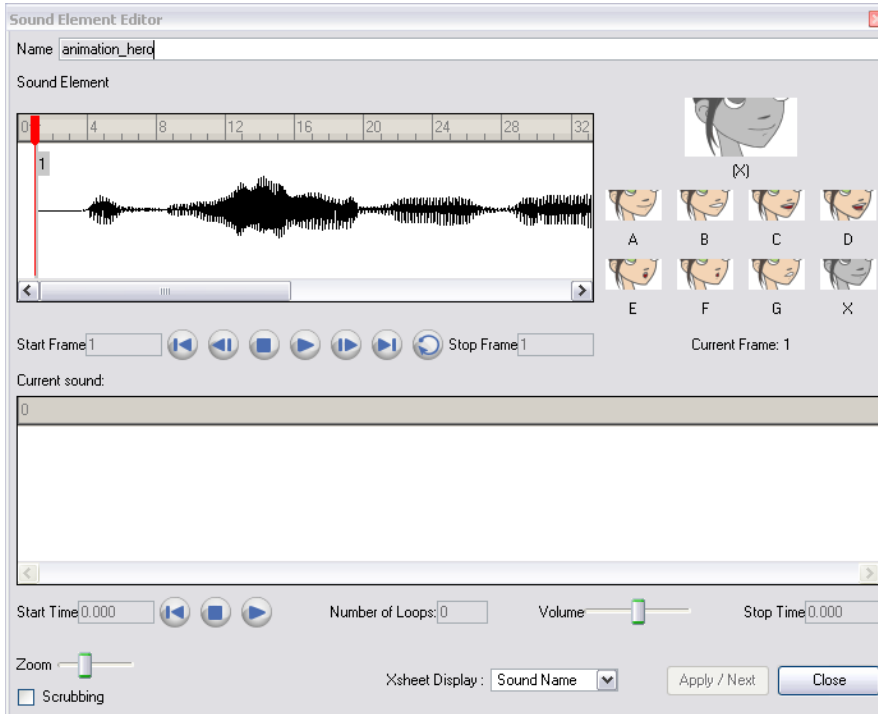 Sound Element Editor
Name animation_hero
Sound Element
0 4 8 12 16 20 24 28 32
1
(X)
A B C D
E F G X
Start Frame 1 Stop Frame 1 Current Frame: 1
Current sound:
0
Start Time 0.000 Number of Loops: 0 Volume Stop Time 0.000
Zoom
Xsheet Display : Sound Name Apply / Next Close
Scrubbing